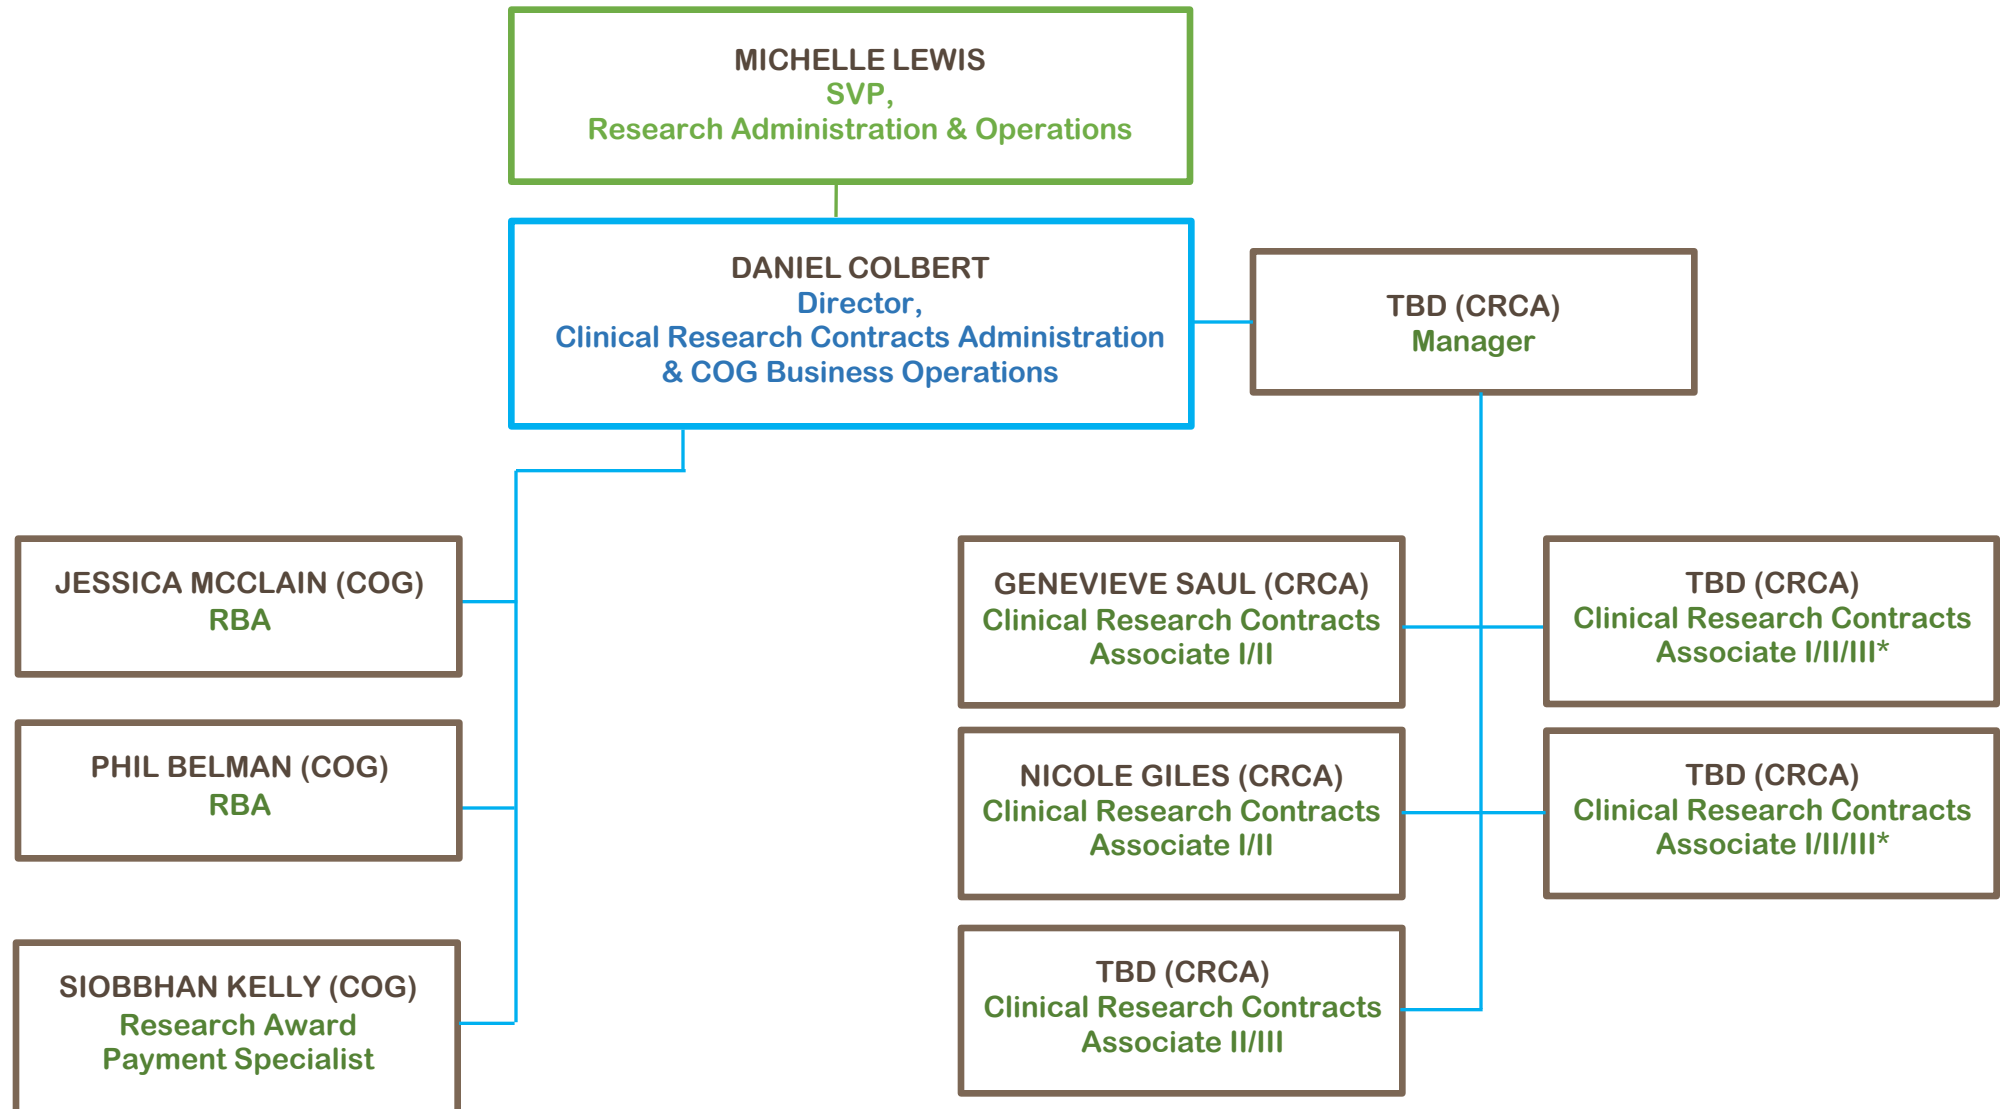 MICHELLE LEWIS
SVP,
Research Administration & Operations
DANIEL COLBERT
Director,
Clinical Research Contracts Administration
& COG Business Operations
TBD (CRCA)
Manager
JESSICA MCCLAIN (COG)
RBA
PHIL BELMAN (COG)
RBA
SIOBBHAN KELLY (COG)
Research Award
Payment Specialist
GENEVIEVE SAUL (CRCA)
Clinical Research Contracts
Associate I/II
TBD (CRCA)
Clinical Research Contracts
Associate I/II/III*
NICOLE GILES (CRCA)
Clinical Research Contracts
Associate I/II
TBD (CRCA)
Clinical Research Contracts
Associate I/II/III*
TBD (CRCA)
Clinical Research Contracts
Associate II/III